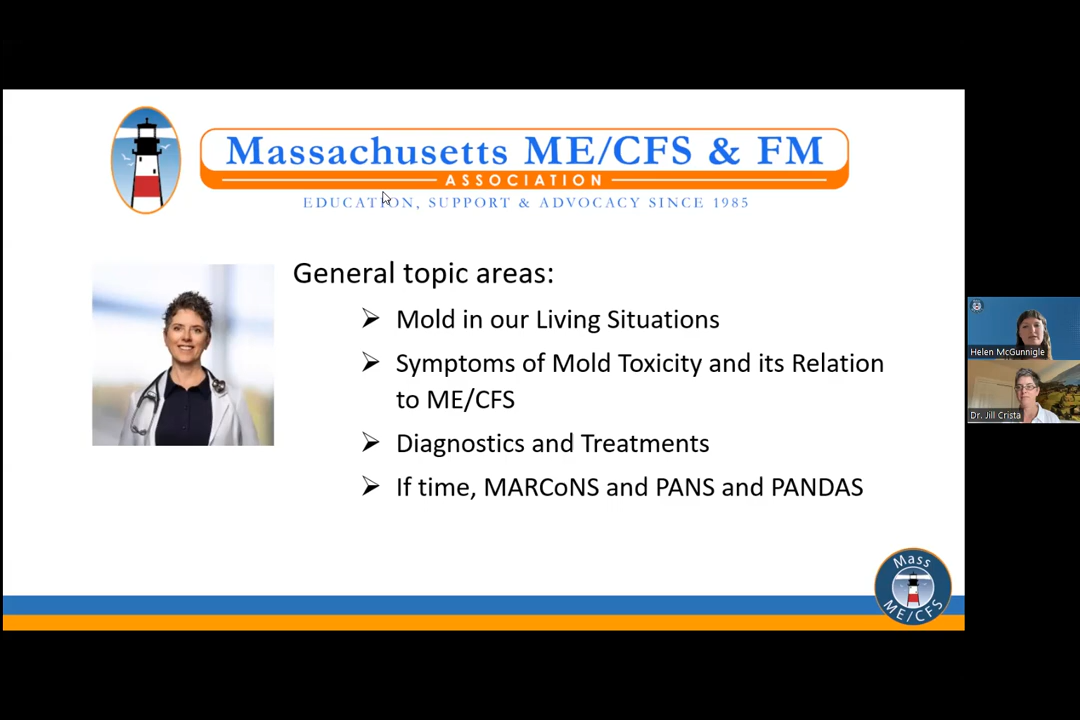 Massachusetts ME/CFS & FM
ASSOCIATION
EDUCATION, SUPPORT & ADVOCACY SINCE 1985
General topic areas:
➢ Mold in our Living Situations
➢ Symptoms of Mold Toxicity and its Relation
to ME/CFS
➢ Diagnostics and Treatments
➢ If time, MARCoNS and PANS and PANDAS
Helen McGunnigle
Dr. Jill Crista
Mass
ME/CFS